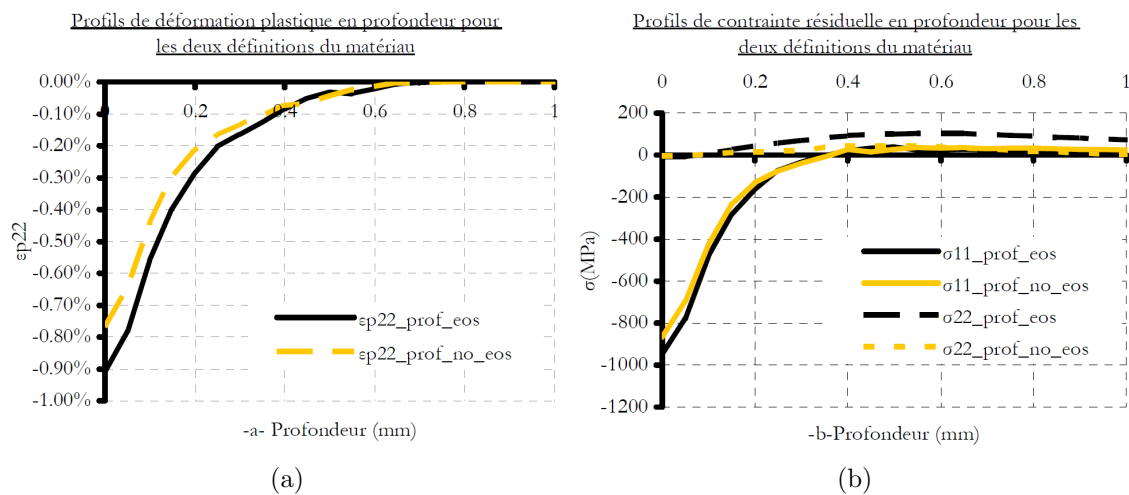 Profils de déformation plastique en profondeur pour
les deux définitions du matériau
0.00%
-0.10%
-0.20%
-0.30%
-0.40%
-0.50%
-0.60%
-0.70%
-0.80%
-0.90%
-1.00%
0
0.2
0.4
0.6
0.8
1
εp22
εp22_prof_eos
εp22_prof_no_eos
-a- Profondeur (mm)
(a)
Profils de contrainte résiduelle en profondeur pour les
deux définitions du matériau
0
0.2
0.4
0.6
0.8
1
200
0
-200
-400
-600
-800
-1000
-1200
σ(MPa)
σ11_prof_eos
σ11_prof_no_eos
σ22_prof_eos
σ22_prof_no_eos
-b-Profondeur (mm)
(b)